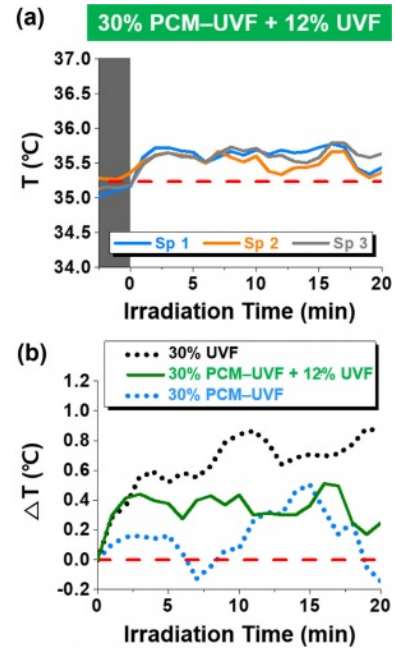 (a)
30% PCM–UVF + 12% UVF
37.0
36.5
36.0
35.5
35.0
34.5
34.0
T (℃)
Sp 1 Sp 2 Sp 3
0 5 10 15 20
Irradiation Time (min)
(b)
30% UVF
30% PCM–UVF + 12% UVF
30% PCM–UVF
1.2
1.0
0.8
0.6
0.4
0.2
0.0
-0.2
△T (℃)
0 5 10 15 20
Irradiation Time (min)